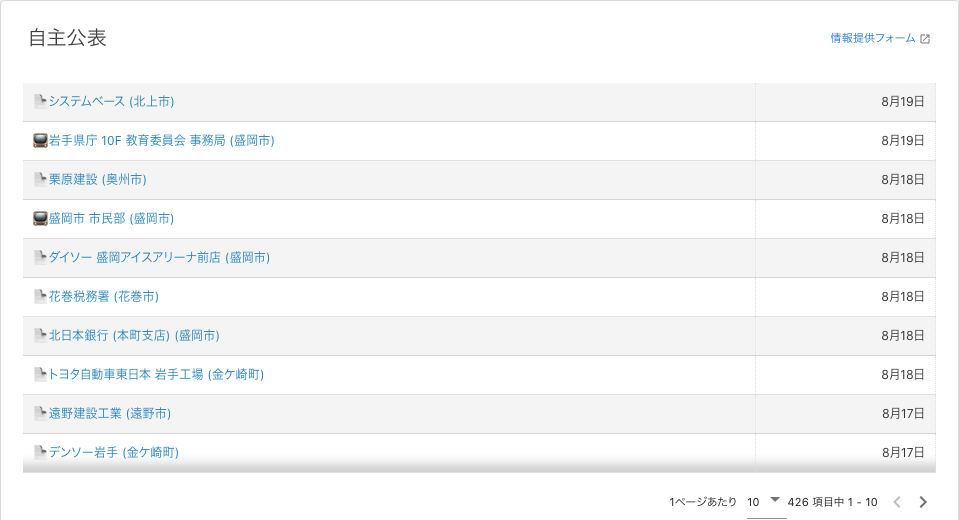 自主公表
情報提供フォーム
システムベース (北上市) 8月19日
岩手県庁 10F 教育委員会 事務局 (盛岡市) 8月19日
栗原建設 (奥州市) 8月18日
盛岡市 市民部 (盛岡市) 8月18日
ダイソー 盛岡アイスアリーナ前店 (盛岡市) 8月18日
花巻税務署 (花巻市) 8月18日
北日本銀行 (本町支店) (盛岡市) 8月18日
トヨタ自動車東日本 岩手工場 (金ケ崎町) 8月18日
遠野建設工業 (遠野市) 8月17日
デンソー岩手 (金ケ崎町) 8月17日
1ページあたり 10 426 項目中 1 - 10